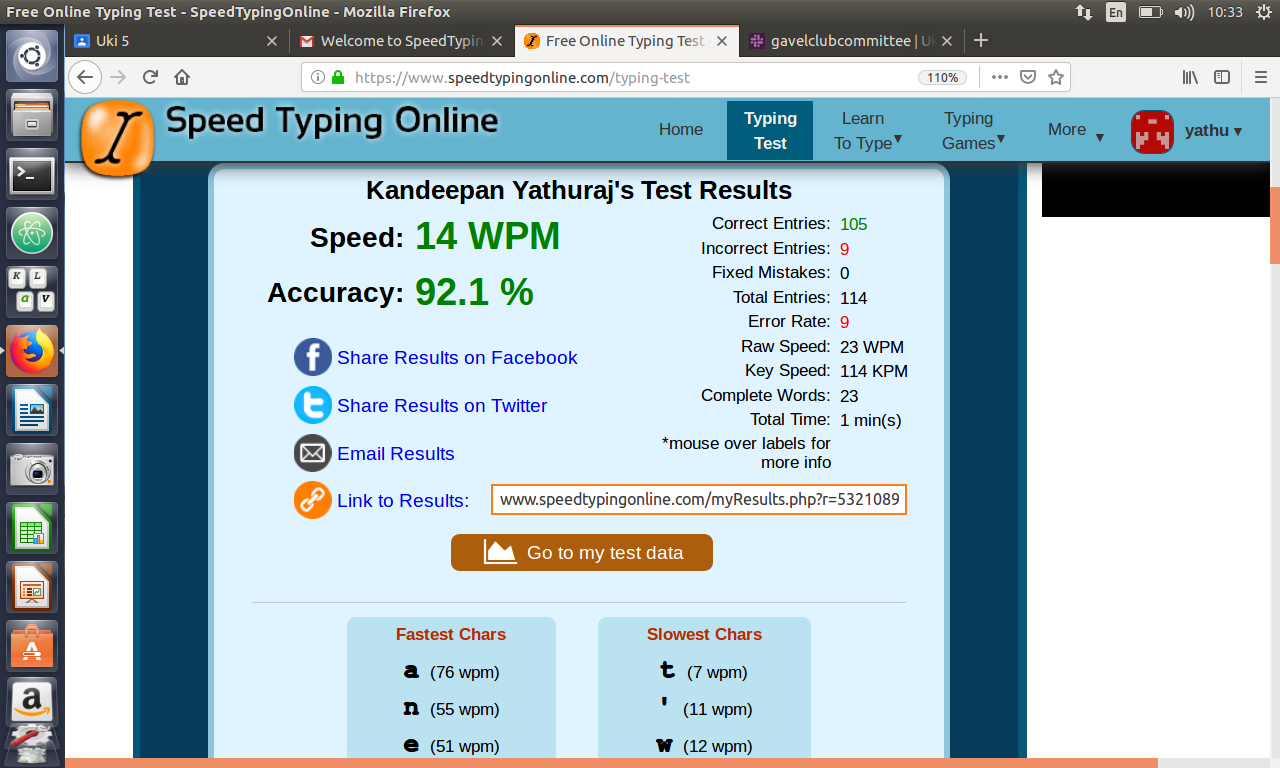 Free Online Typing Test - SpeedTypingOnline - Mozilla Firefox
En
10:33
Uki 5
Welcome to SpeedTypin
Free Online Typing Test
gavelclubcommittee | U
https://www.speedtypingonline.com/typing-test
110%
Speed Typing Online
Home
Typing Test
Learn To Type
Typing Games
More
yathu
Kandeepan Yathuraj's Test Results
Speed: 14 WPM
Accuracy: 92.1 %
Correct Entries: 105
Incorrect Entries: 9
Fixed Mistakes: 0
Total Entries: 114
Error Rate: 9
Raw Speed: 23 WPM
Key Speed: 114 KPM
Complete Words: 23
Total Time: 1 min(s)
*mouse over labels for
more info
Share Results on Facebook
Share Results on Twitter
Email Results
Link to Results: www.speedtypingonline.com/myResults.php?r=5321089
Go to my test data
Fastest Chars
a (76 wpm)
n (55 wpm)
e (51 wpm)
Slowest Chars
t (7 wpm)
' (11 wpm)
w (12 wpm)